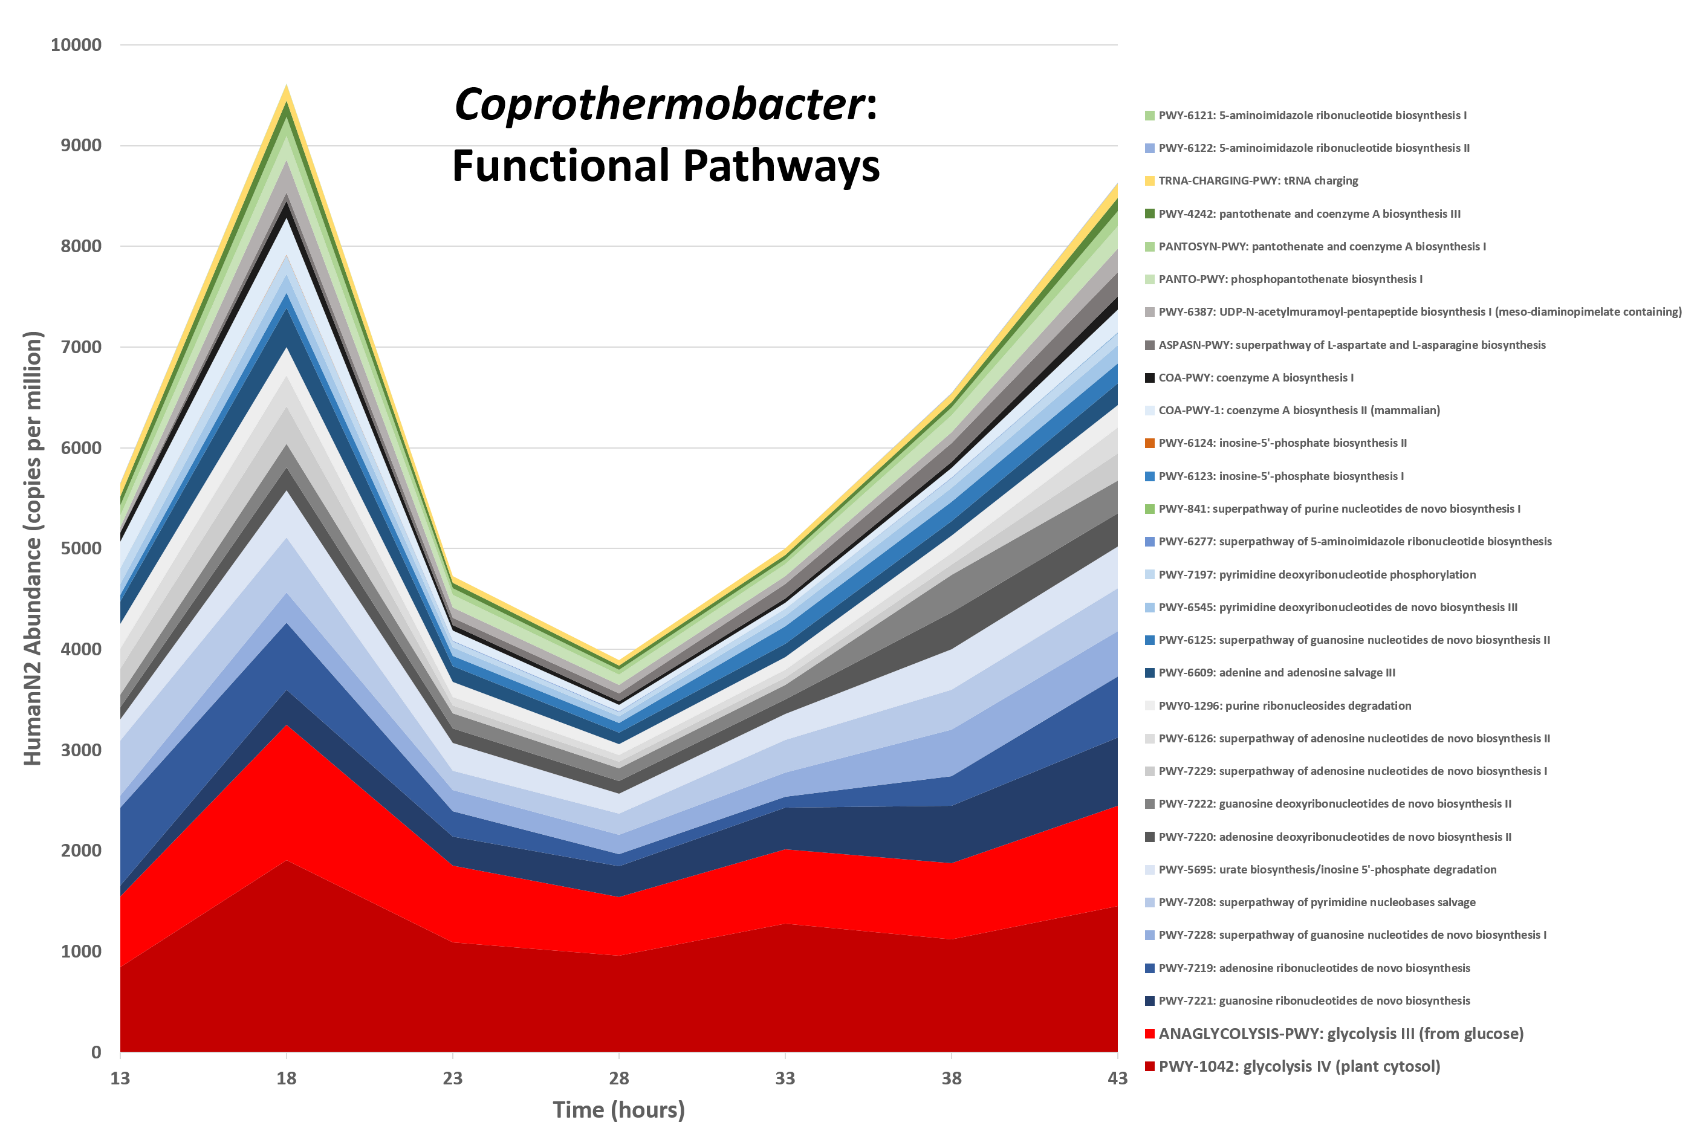 Coprothermobacter:
Functional Pathways
HumanN2 Abundance (copies per million)
10000
9000
8000
7000
6000
5000
4000
3000
2000
1000
0
13 18 23 28 33 38 43
Time (hours)
PWY-6121: 5-aminoimidazole ribonucleotide biosynthesis I
PWY-6122: 5-aminoimidazole ribonucleotide biosynthesis II
TRNA-CHARGING-PWY: tRNA charging
PWY-4242: pantothenate and coenzyme A biosynthesis III
PANTOSYN-PWY: pantothenate and coenzyme A biosynthesis I
PANTO-PWY: phosphopantothenate biosynthesis I
PWY-6387: UDP-N-acetylmuramoyl-pentapeptide biosynthesis I (meso-diaminopimelate containing)
ASPASN-PWY: superpathway of L-aspartate and L-asparagine biosynthesis
COA-PWY: coenzyme A biosynthesis I
COA-PWY-1: coenzyme A biosynthesis II (mammalian)
PWY-6124: inosine-5'-phosphate biosynthesis II
PWY-6123: inosine-5'-phosphate biosynthesis I
PWY-841: superpathway of purine nucleotides de novo biosynthesis I
PWY-6277: superpathway of 5-aminoimidazole ribonucleotide biosynthesis
PWY-7197: pyrimidine deoxyribonucleotide phosphorylation
PWY-6545: pyrimidine deoxyribonucleotides de novo biosynthesis III
PWY-6125: superpathway of guanosine nucleotides de novo biosynthesis II
PWY-6609: adenine and adenosine salvage III
PWY0-1296: purine ribonucleosides degradation
PWY-6126: superpathway of adenosine nucleotides de novo biosynthesis II
PWY-7229: superpathway of adenosine nucleotides de novo biosynthesis I
PWY-7222: guanosine deoxyribonucleotides de novo biosynthesis II
PWY-7220: adenosine deoxyribonucleotides de novo biosynthesis II
PWY-5695: urate biosynthesis/inosine 5'-phosphate degradation
PWY-7208: superpathway of pyrimidine nucleobases salvage
PWY-7228: superpathway of guanosine nucleotides de novo biosynthesis I
PWY-7219: adenosine ribonucleotides de novo biosynthesis
PWY-7221: guanosine ribonucleotides de novo biosynthesis
ANAGLYCOLYSIS-PWY: glycolysis III (from glucose)
PWY-1042: glycolysis IV (plant cytosol)